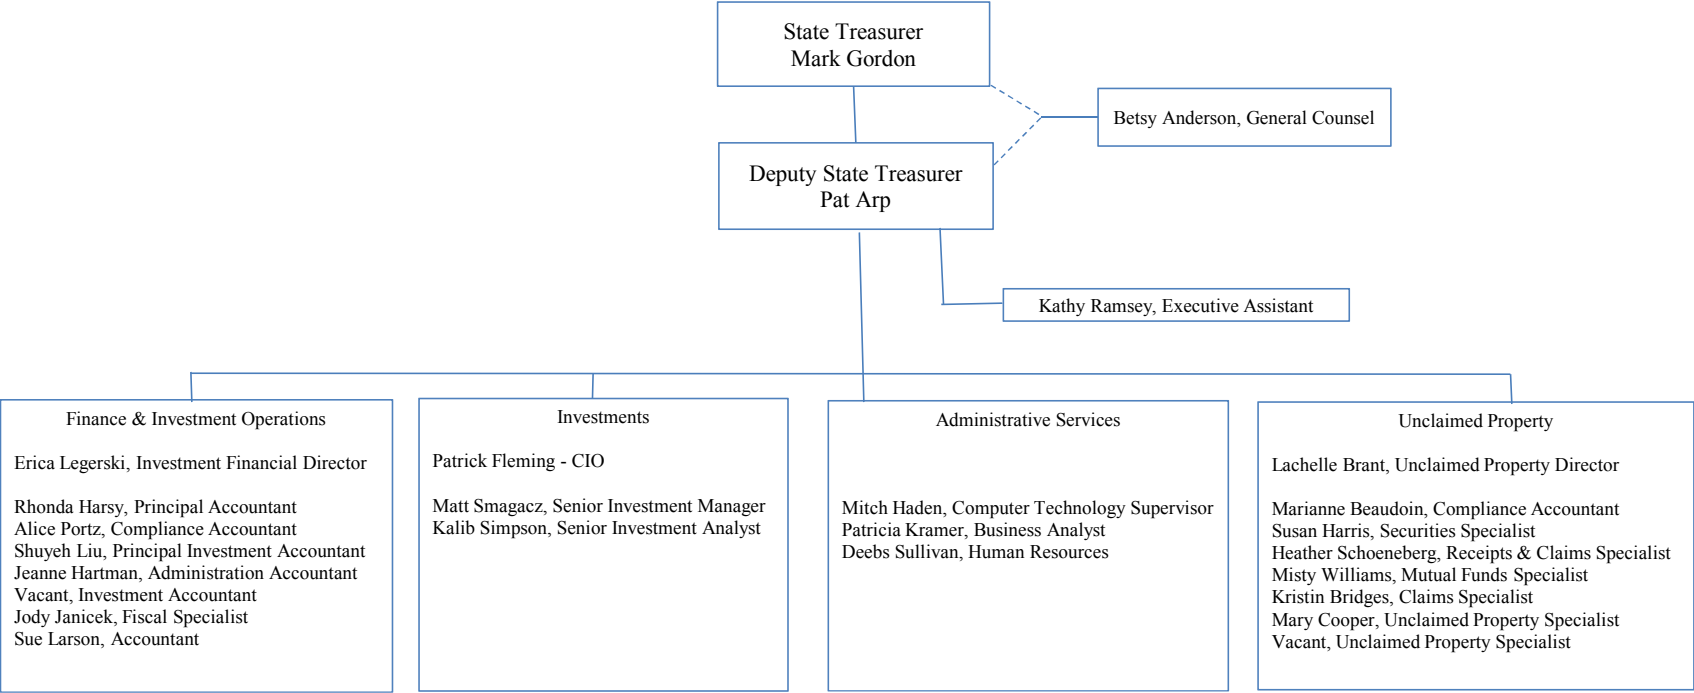 State Treasurer
Mark Gordon
Betsy Anderson, General Counsel
Deputy State Treasurer
Pat Arp
Kathy Ramsey, Executive Assistant
Finance & Investment Operations
Erica Legerski, Investment Financial Director
Rhonda Harsy, Principal Accountant
Alice Portz, Compliance Accountant
Shuyeh Liu, Principal Investment Accountant
Jeanne Hartman, Administration Accountant
Vacant, Investment Accountant
Jody Janicek, Fiscal Specialist
Sue Larson, Accountant
Investments
Patrick Fleming - CIO
Matt Smagacz, Senior Investment Manager
Kalib Simpson, Senior Investment Analyst
Administrative Services
Mitch Haden, Computer Technology Supervisor
Patricia Kramer, Business Analyst
Deebs Sullivan, Human Resources
Unclaimed Property
Lachelle Brant, Unclaimed Property Director
Marianne Beaudoin, Compliance Accountant
Susan Harris, Securities Specialist
Heather Schoeneberg, Receipts & Claims Specialist
Misty Williams, Mutual Funds Specialist
Kristin Bridges, Claims Specialist
Mary Cooper, Unclaimed Property Specialist
Vacant, Unclaimed Property Specialist